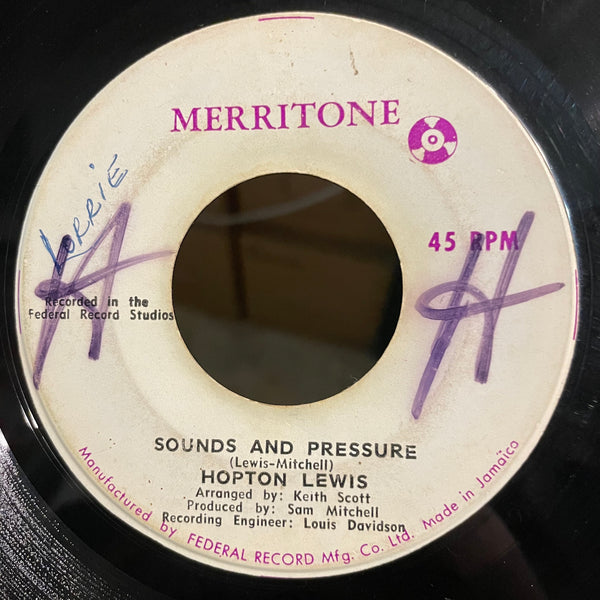 MERRITONE
LORRIE
45 RPM
A
H
Recorded in the
Federal Record Studios
SOUNDS AND PRESSURE
(Lewis-Mitchell)
HOPTON LEWIS
Arranged by: Keith Scott
Produced by: Sam Mitchell
Recording Engineer: Louis Davidson
Manufactured by FEDERAL RECORD Mfg. Co. Ltd. Made in Jamaïco